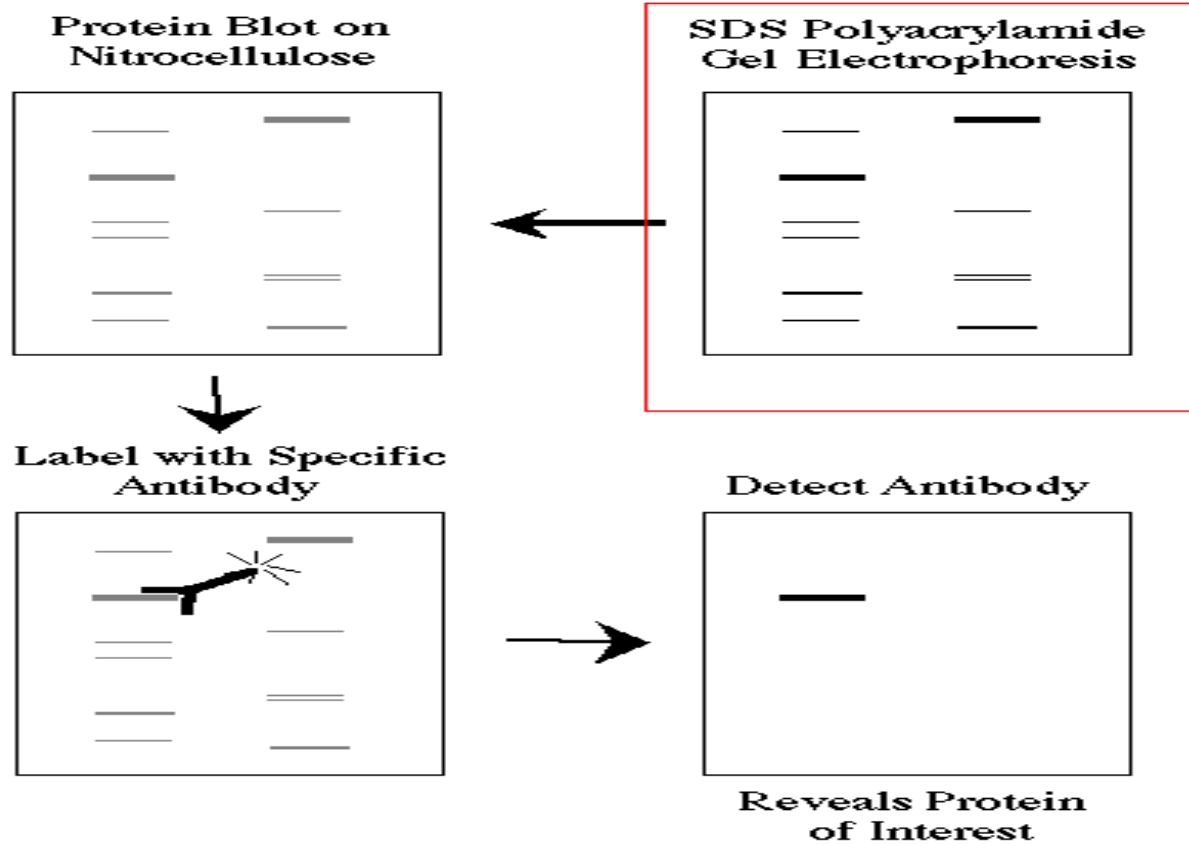 Protein Blot on
Nitrocellulose
SDS Polyacrylamide
Gel Electrophoresis
Label with Specific
Antibody
Detect Antibody
Reveals Protein
of Interest